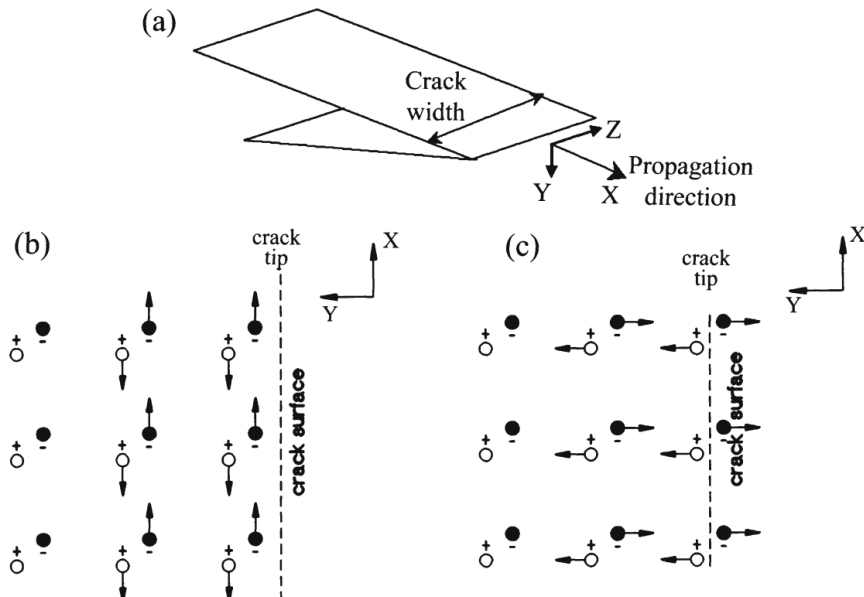 (a)
Crack
width
Z
Y
X
Propagation
direction
(b)
crack
tip
X
Y
+ - + - + -
+ - + - + -
+ - + - + -
crack surface
(c)
crack
tip
X
Y
+ - + - + -
+ - + - + -
+ - + - + -
crack surface